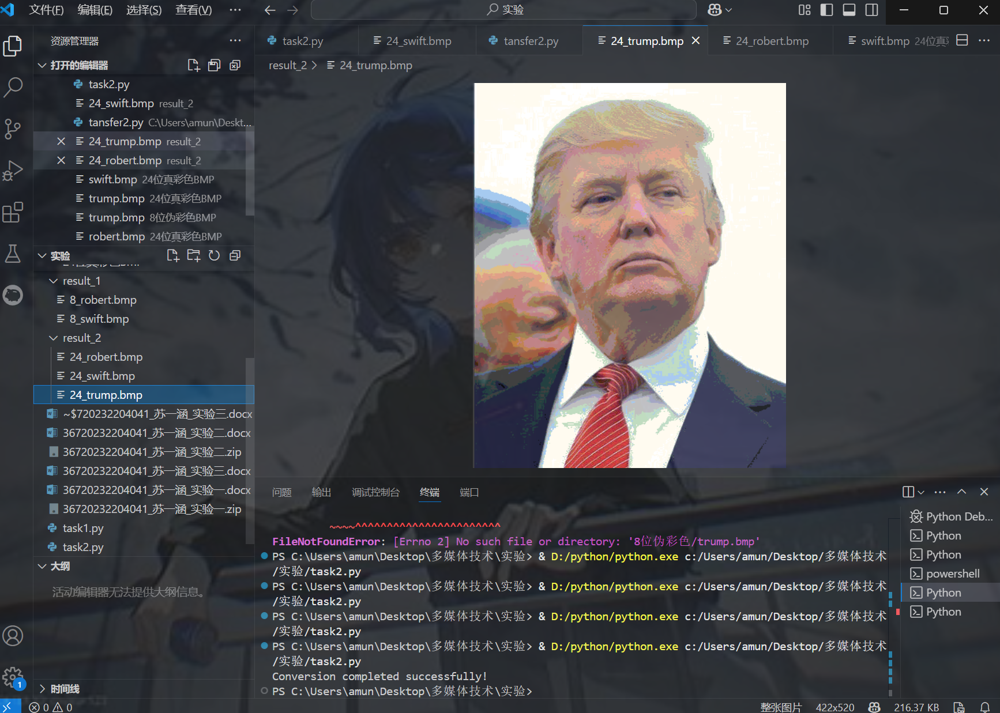 文件(F) 编辑(E) 选择(S) 查看(V) ··· 实验
资源管理器 ···
task2.py 24_swift.bmp tansfer2.py 24_trump.bmp 24_robert.bmp swift.bmp 24位真
result_2 > 24_trump.bmp
打开的编辑器
task2.py
24_swift.bmp result_2
tansfer2.py C:\Users\amun\Deskt...
24_trump.bmp result_2
24_robert.bmp result_2
swift.bmp 24位真彩色BMP
trump.bmp 24位真彩色BMP
trump.bmp 8位伪彩色BMP
robert.bmp 24位真彩色BMP
实验
24位真彩色BMP
result_1
8_robert.bmp
8_swift.bmp
result_2
24_robert.bmp
24_swift.bmp
24_trump.bmp
~$720232204041_苏一涵_实验三.docx
36720232204041_苏一涵_实验二.docx
36720232204041_苏一涵_实验二.zip
36720232204041_苏一涵_实验三.docx
36720232204041_苏一涵_实验一.docx
36720232204041_苏一涵_实验一.zip
task1.py
task2.py
大纲
活动编辑器无法提供大纲信息。
时间线
问题 输出 调试控制台 终端 端口
~~~~^^^^^^^^^^^^^^^^^^^^^^^
FileNotFoundError: [Errno 2] No such file or directory: '8位伪彩色/trump.bmp'
PS C:\Users\amun\Desktop\多媒体技术\实验> & D:/python/python.exe c:/Users/amun/Desktop/多媒体技术
/实验/task2.py
PS C:\Users\amun\Desktop\多媒体技术\实验> & D:/python/python.exe c:/Users/amun/Desktop/多媒体技术
/实验/task2.py
PS C:\Users\amun\Desktop\多媒体技术\实验> & D:/python/python.exe c:/Users/amun/Desktop/多媒体技术
/实验/task2.py
PS C:\Users\amun\Desktop\多媒体技术\实验> & D:/python/python.exe c:/Users/amun/Desktop/多媒体技术
/实验/task2.py
Conversion completed successfully!
PS C:\Users\amun\Desktop\多媒体技术\实验>
Python Deb...
Python
Python
powershell
Python
Python
1
0 0
整张图片 422x520 216.37 KB